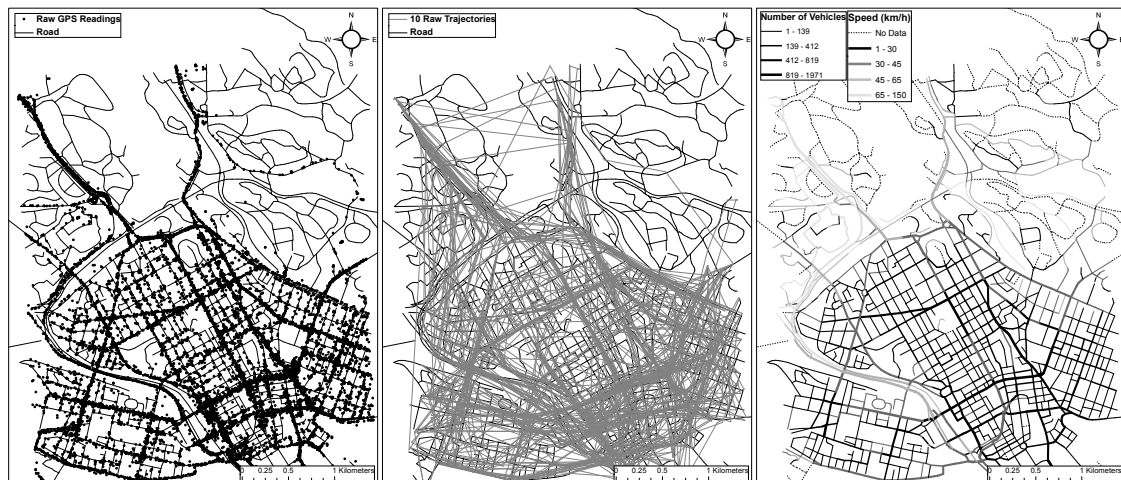 Raw GPS Readings
Road
N
W
E
S
0 0.25 0.5 1 Kilometers
10 Raw Trajectories
Road
N
W
E
S
0 0.25 0.5 1 Kilometers
Number of Vehicles
1 - 139
139 - 412
412 - 819
819 - 1971
Speed (km/h)
No Data
1 - 30
30 - 45
45 - 65
65 - 150
N
W
E
S
0 0.25 0.5 1 Kilometers